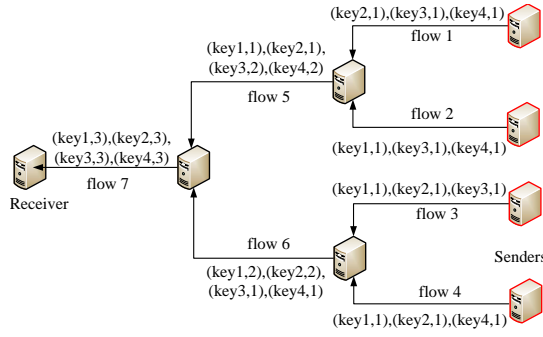 (key2,1),(key3,1),(key4,1)
flow 1
(key1,1),(key2,1),
(key3,2),(key4,2)
flow 5
flow 2
(key1,1),(key3,1),(key4,1)
(key1,3),(key2,3),
(key3,3),(key4,3)
flow 7
Receiver
(key1,1),(key2,1),(key3,1)
flow 3
flow 6
(key1,2),(key2,2),
(key3,1),(key4,1)
Senders
flow 4
(key1,1),(key2,1),(key4,1)